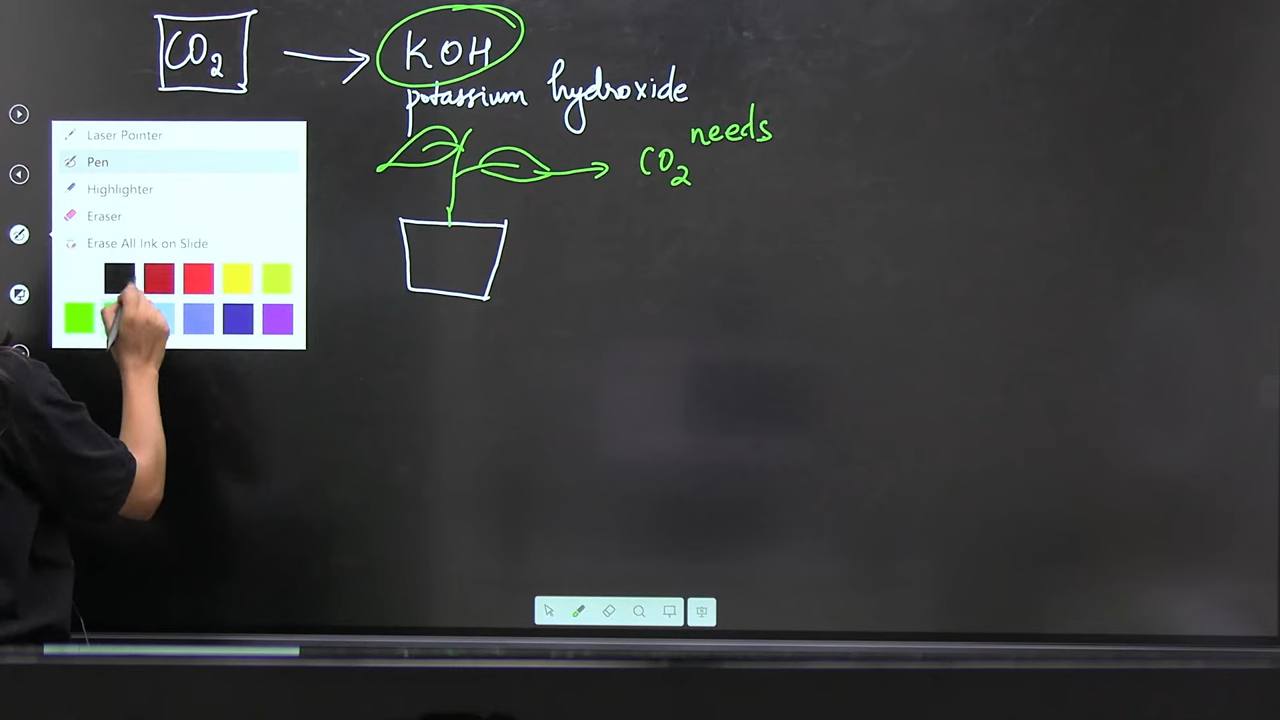 CO2 → KOH
potassium hydroxide
needs
CO2
Laser Pointer
Pen
Highlighter
Eraser
Erase All Ink on Slide